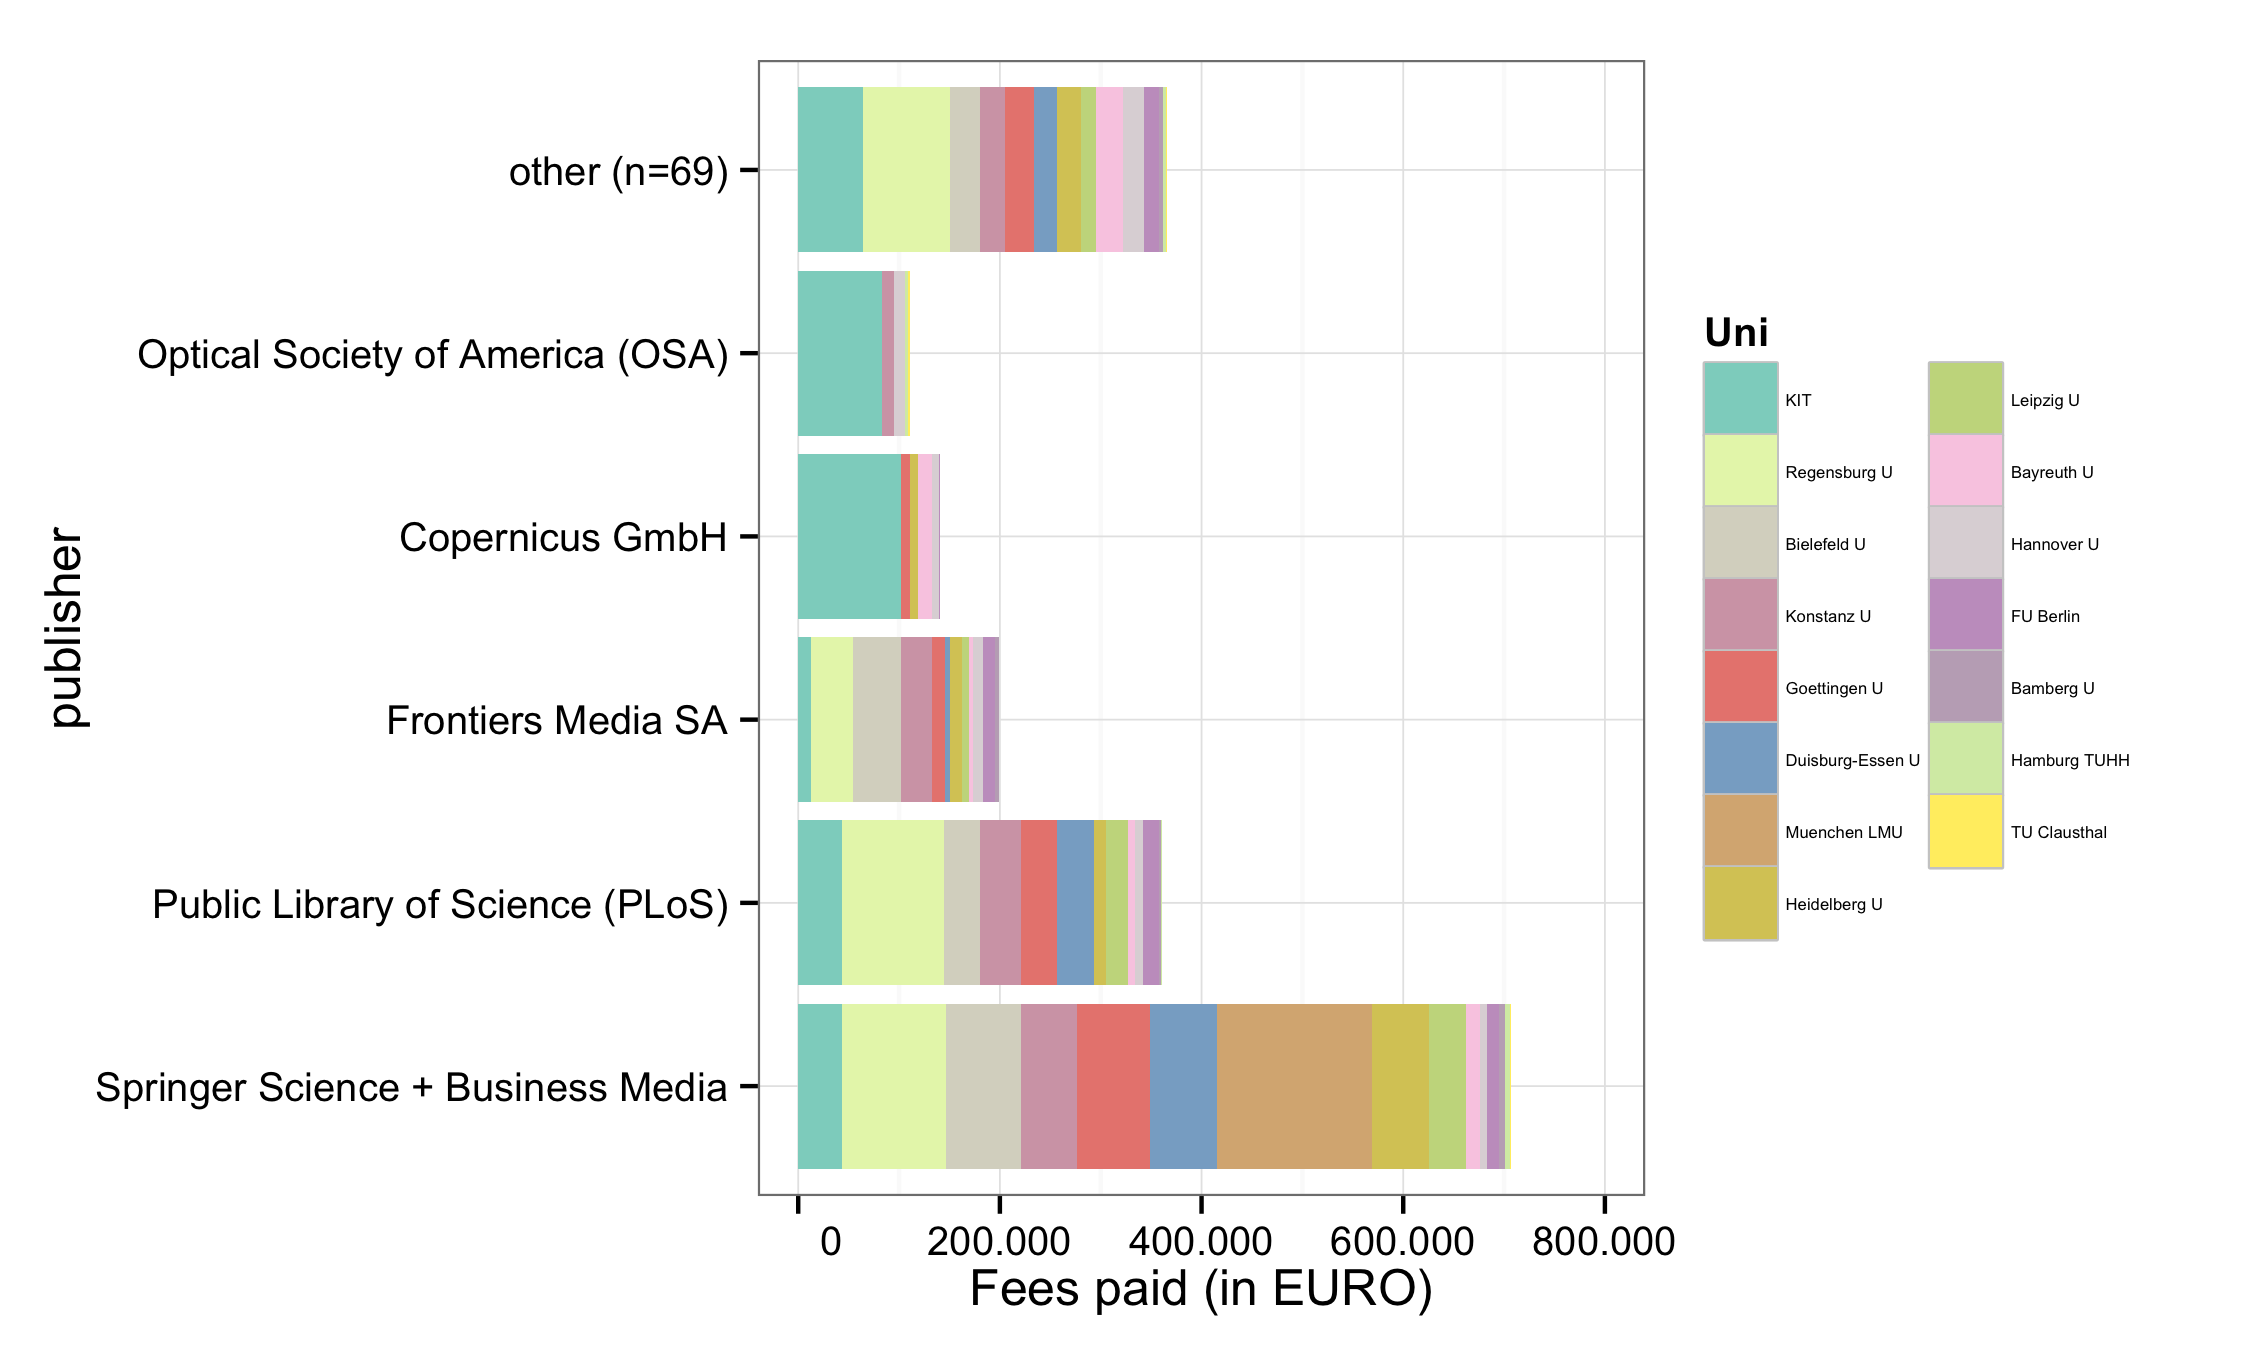 other (n=69)
Optical Society of America (OSA)
Copernicus GmbH
Frontiers Media SA
Public Library of Science (PLoS)
Springer Science + Business Media
publisher
0
200.000
400.000
600.000
800.000
Fees paid (in EURO)
Uni
KIT
Regensburg U
Bielefeld U
Konstanz U
Goettingen U
Duisburg-Essen U
Muenchen LMU
Heidelberg U
Leipzig U
Bayreuth U
Hannover U
FU Berlin
Bamberg U
Hamburg TUHH
TU Clausthal